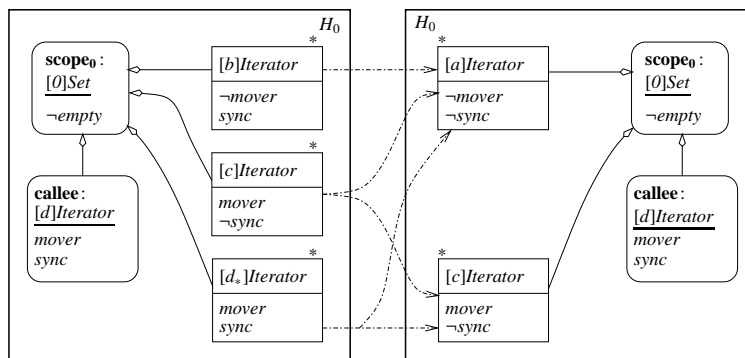 H₀
scope₀ :
[0]Set
¬empty
callee :
[d]Iterator
mover
sync
*
[b]Iterator
¬mover
sync
*
[c]Iterator
mover
¬sync
*
[d*]Iterator
mover
sync
H₀
*
[a]Iterator
¬mover
¬sync
*
[c]Iterator
mover
¬sync
scope₀ :
[0]Set
¬empty
callee :
[d]Iterator
mover
sync